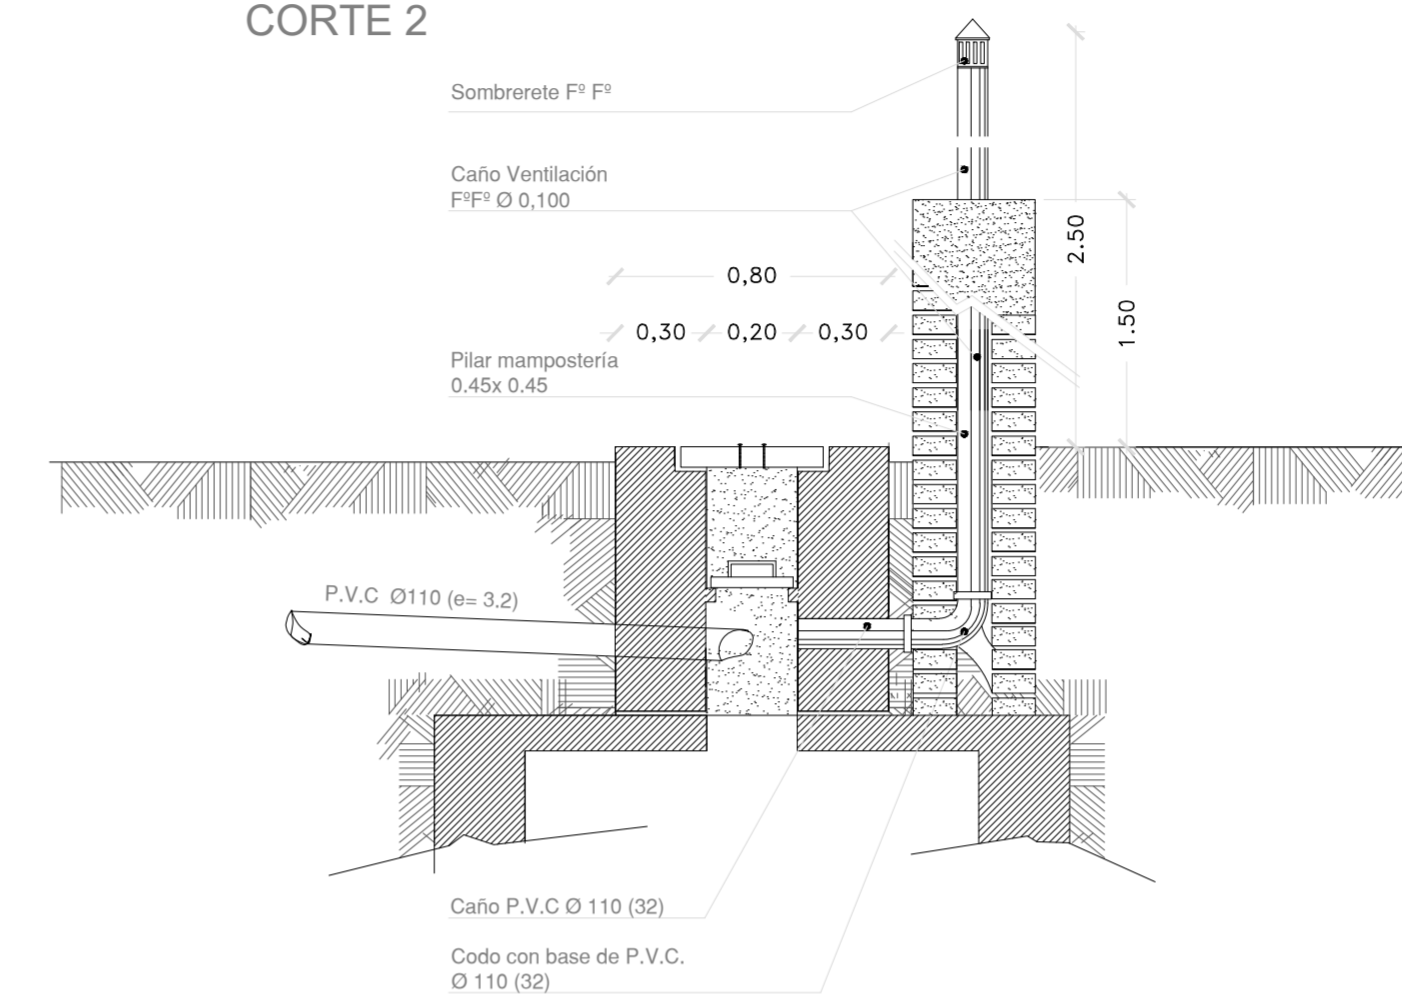 CORTE 2
Sombrerete Fº Fº
Caño Ventilación
FºFº Ø 0,100
0,80
2.50
0,30
0,20
0,30
1.50
Pilar mampostería
0.45x 0.45
P.V.C Ø110 (e= 3.2)
Caño P.V.C Ø 110 (32)
Codo con base de P.V.C.
Ø 110 (32)